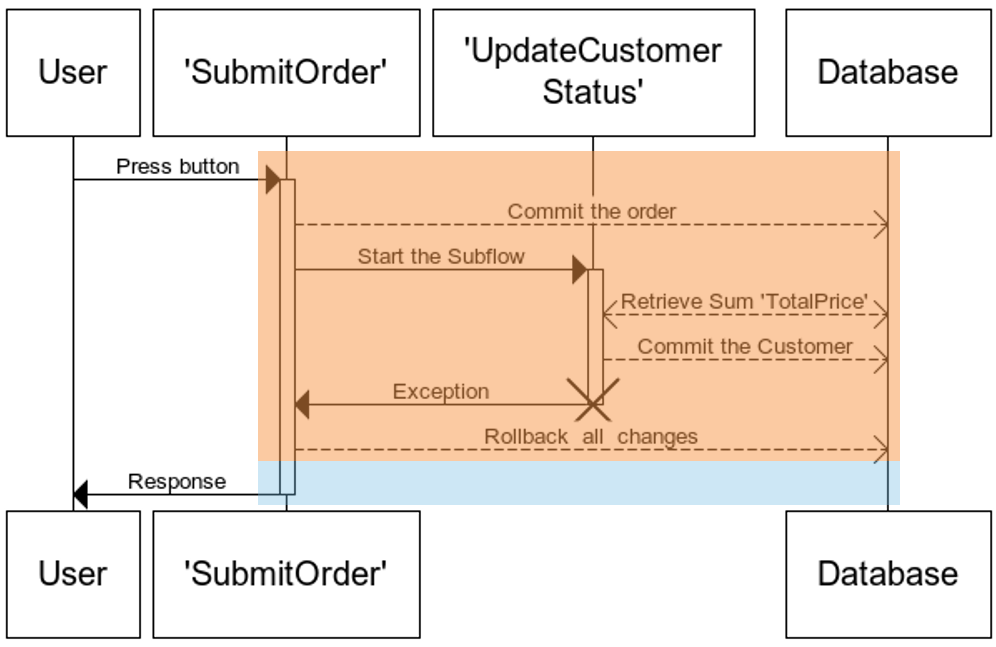 User
'SubmitOrder'
'UpdateCustomer
Status'
Database
Press button
Commit the order
Start the Subflow
Retrieve Sum 'TotalPrice'
Commit the Customer
Exception
Rollback all changes
Response
User
'SubmitOrder'
Database